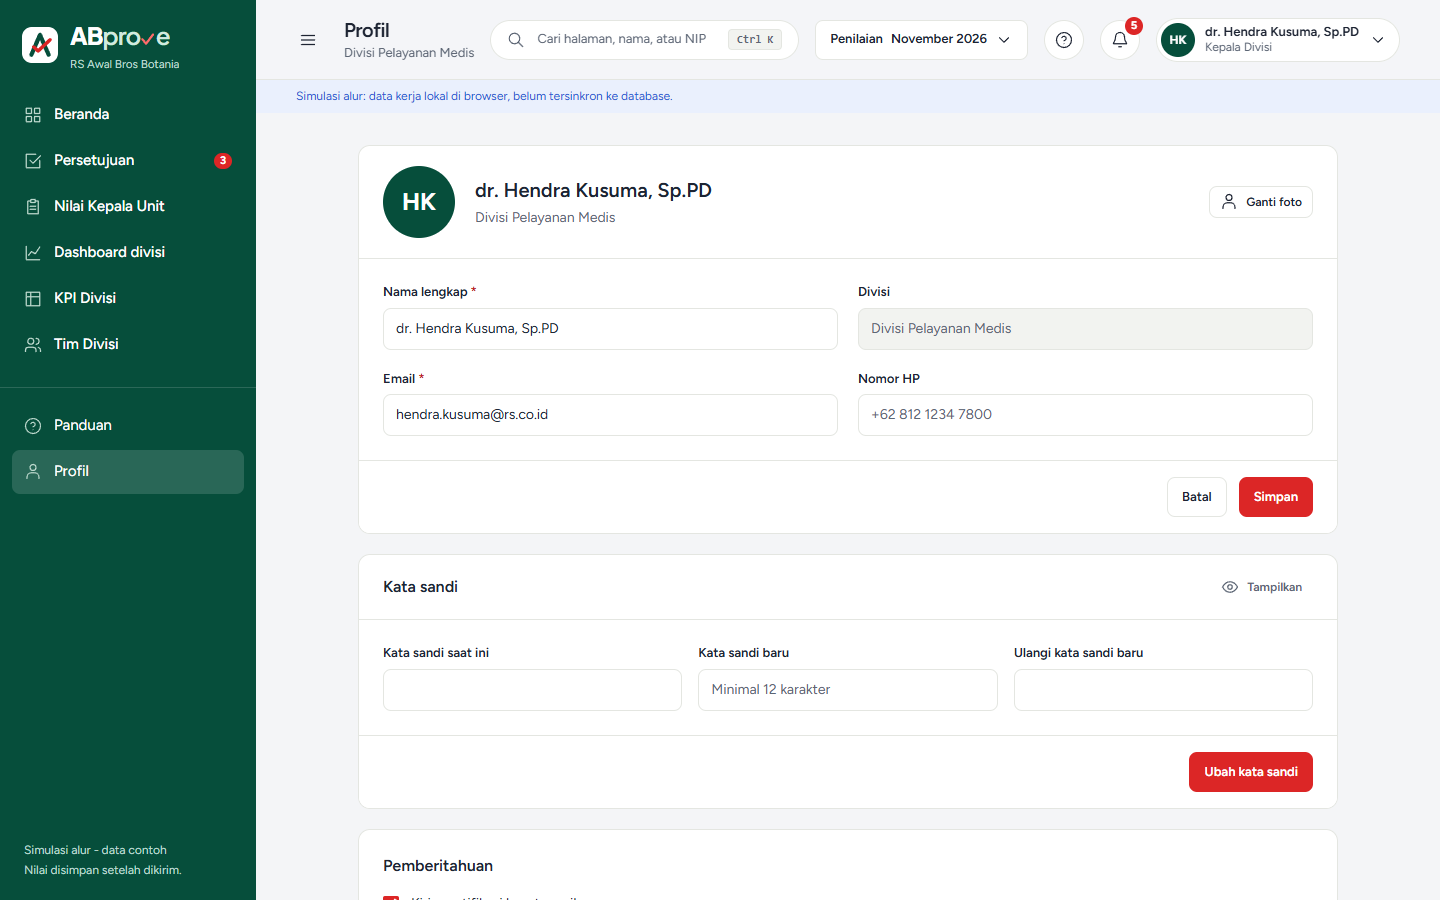 ABprove
RS Awal Bros Botania
Beranda
Persetujuan
3
Nilai Kepala Unit
Dashboard divisi
KPI Divisi
Tim Divisi
Panduan
Profil
Simulasi alur - data contoh
Nilai disimpan setelah dikirim.
Profil
Divisi Pelayanan Medis
Cari halaman, nama, atau NIP
Ctrl K
Penilaian November 2026
5
HK
dr. Hendra Kusuma, Sp.PD
Kepala Divisi
Simulasi alur: data kerja lokal di browser, belum tersinkron ke database.
HK
dr. Hendra Kusuma, Sp.PD
Divisi Pelayanan Medis
Ganti foto
Nama lengkap *
dr. Hendra Kusuma, Sp.PD
Divisi
Divisi Pelayanan Medis
Email *
hendra.kusuma@rs.co.id
Nomor HP
+62 812 1234 7800
Batal
Simpan
Kata sandi
Tampilkan
Kata sandi saat ini
Kata sandi baru
Minimal 12 karakter
Ulangi kata sandi baru
Ubah kata sandi
Pemberitahuan